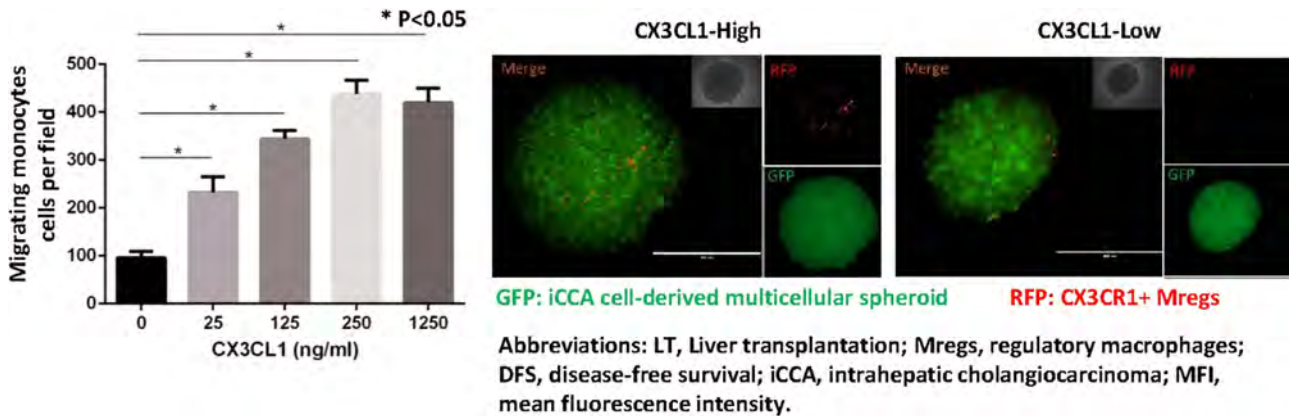 * P<0.05
*
*
*
*
500
400
300
200
100
0
Migrating monocytes
cells per field
0 25 125 250 1250
CX3CL1 (ng/ml)
CX3CL1-High
Merge
RFP
GFP
CX3CL1-Low
Merge
RFP
GFP
GFP: iCCA cell-derived multicellular spheroid
RFP: CX3CR1+ Mregs
Abbreviations: LT, Liver transplantation; Mregs, regulatory macrophages;
DFS, disease-free survival; iCCA, intrahepatic cholangiocarcinoma; MFI,
mean fluorescence intensity.